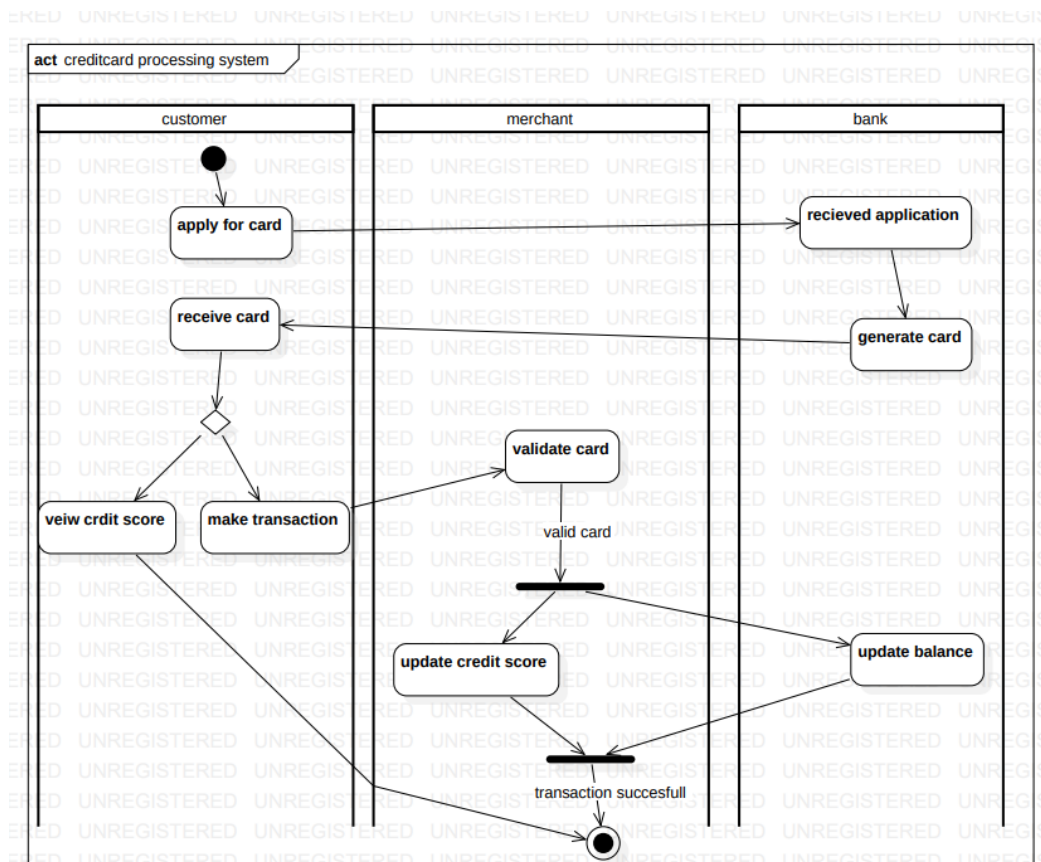 act creditcard processing system
customer
merchant
bank
apply for card
recieved application
receive card
generate card
validate card
veiw crdit score
make transaction
valid card
update credit score
update balance
transaction succesfull
UNREGISTERED